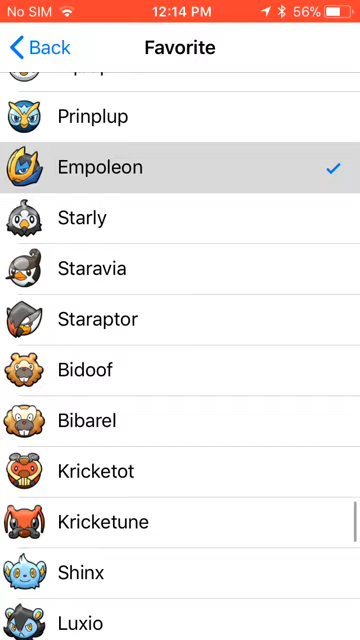 No SIM 12:14 PM 56%
Back Favorite
Prinplup
Empoleon
Starly
Staravia
Staraptor
Bidoof
Bibarel
Kricketot
Kricketune
Shinx
Luxio